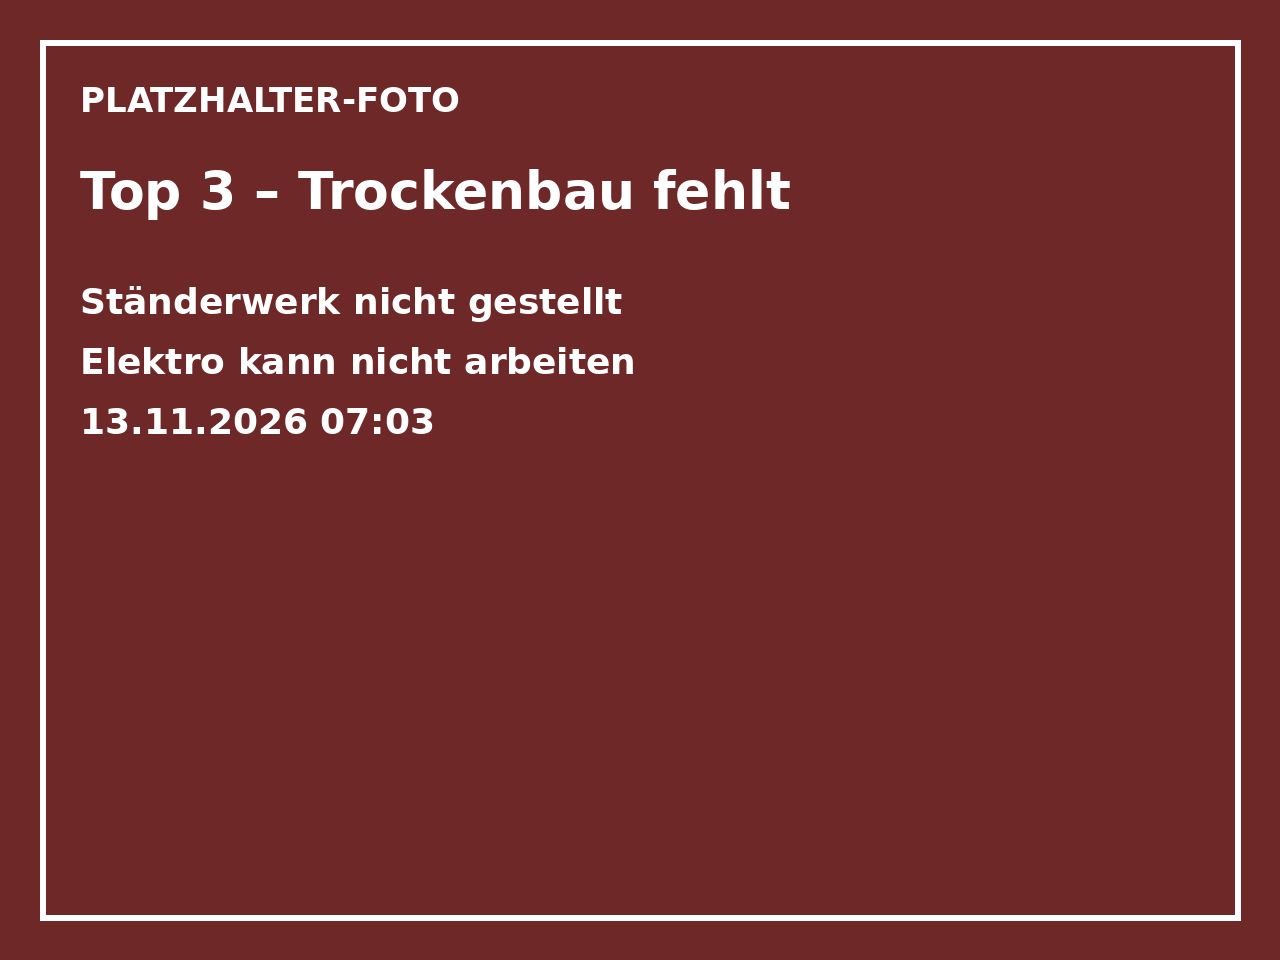 PLATZHALTER-FOTO
Top 3 – Trockenbau fehlt
Ständerwerk nicht gestellt
Elektro kann nicht arbeiten
13.11.2026 07:03